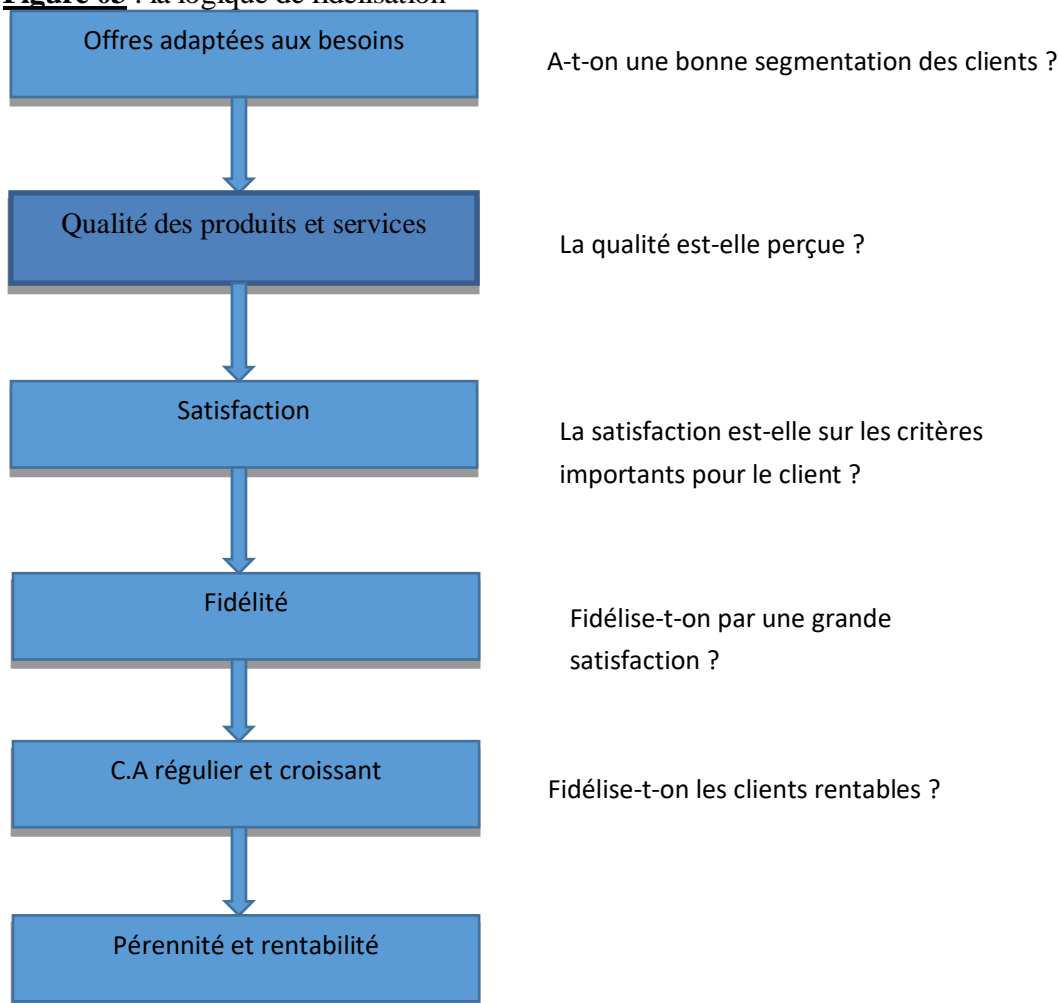 Figure 03 : la logique de fidélisation
Offres adaptées aux besoins
A-t-on une bonne segmentation des clients ?
Qualité des produits et services
La qualité est-elle perçue ?
Satisfaction
La satisfaction est-elle sur les critères
importants pour le client ?
Fidélité
Fidélise-t-on par une grande
satisfaction ?
C.A régulier et croissant
Fidélise-t-on les clients rentables ?
Pérennité et rentabilité